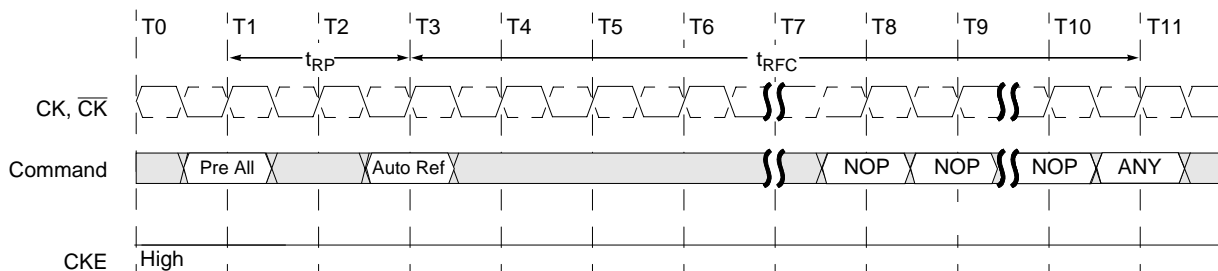 T0 T1 T2 T3 T4 T5 T6 T7 T8 T9 T10 T11
tRP tRFC
CK, C̅K̅
Command Pre All Auto Ref NOP NOP NOP ANY
CKE High